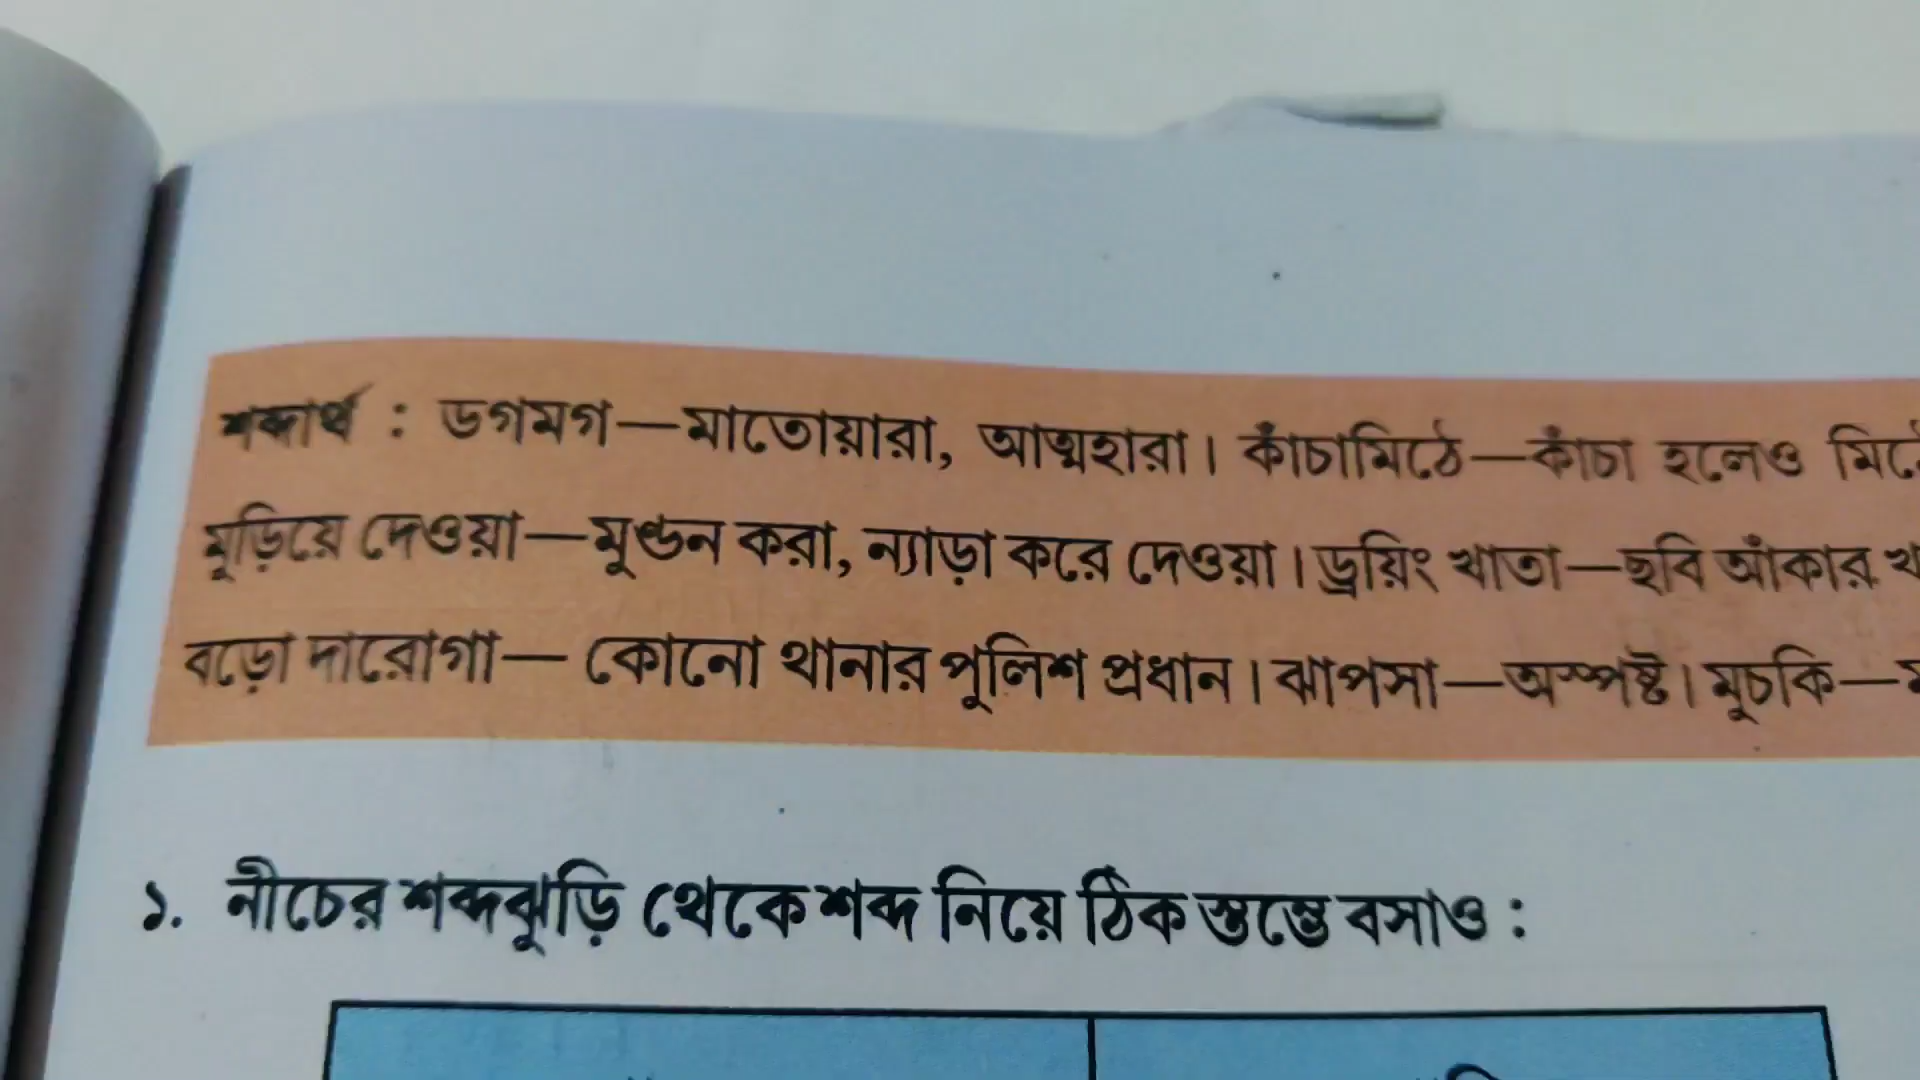 শব্দার্থ : ডগমগ—মাতোয়ারা, আত্মহারা। কাঁচামিঠে—কাঁচা হলেও
মুড়িয়ে দেওয়া—মুণ্ডন করা, ন্যাড়া করে দেওয়া। ড্রয়িং খাতা—ছবি আঁকার
বড়ো দারোগা— কোনো থানার পুলিশ প্রধান। ঝাপসা—অস্পষ্ট। মুচকি—
১. নীচের শব্দঝুড়ি থেকে শব্দ নিয়ে ঠিক স্তম্ভে বসাও :